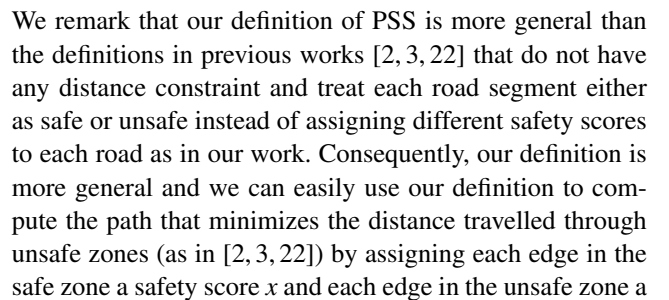 We remark that our definition of PSS is more general than
the definitions in previous works [2, 3, 22] that do not have
any distance constraint and treat each road segment either
as safe or unsafe instead of assigning different safety scores
to each road as in our work. Consequently, our definition is
more general and we can easily use our definition to com-
pute the path that minimizes the distance travelled through
unsafe zones (as in [2, 3, 22]) by assigning each edge in the
safe zone a safety score x and each edge in the unsafe zone a